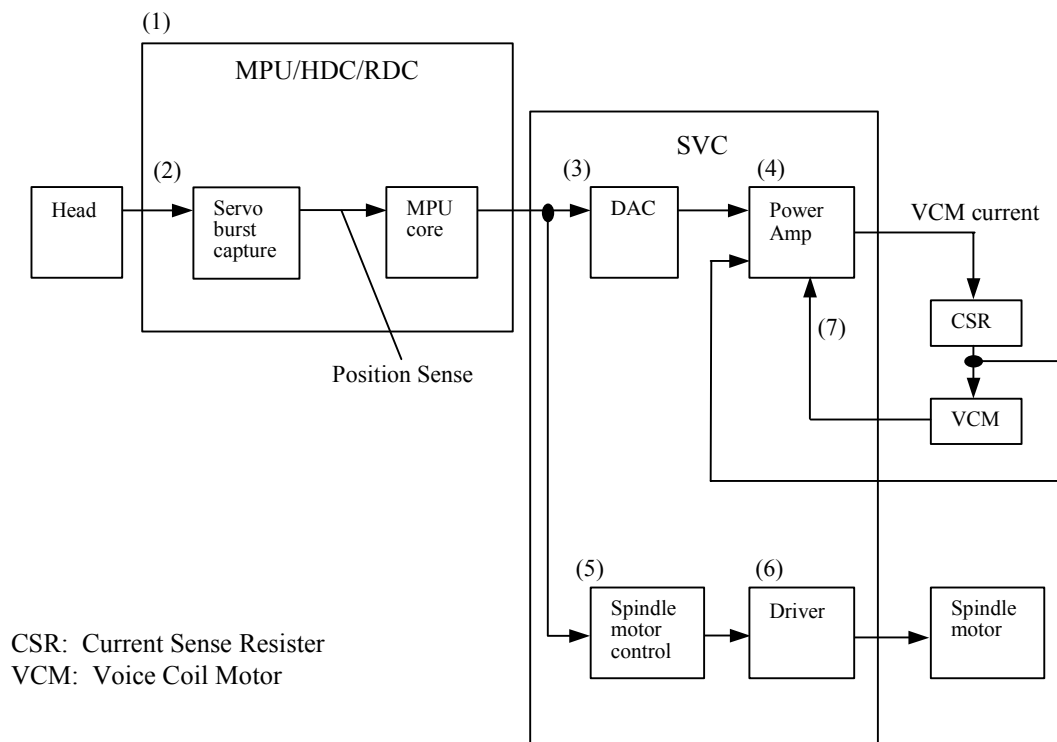 (1)
MPU/HDC/RDC
SVC
(2)
(3)
(4)
Head
Servo
burst
capture
MPU
core
DAC
Power
Amp
VCM current
(7)
CSR
Position Sense
VCM
(5)
(6)
Spindle
motor
control
Driver
Spindle
motor
CSR: Current Sense Resister
VCM: Voice Coil Motor